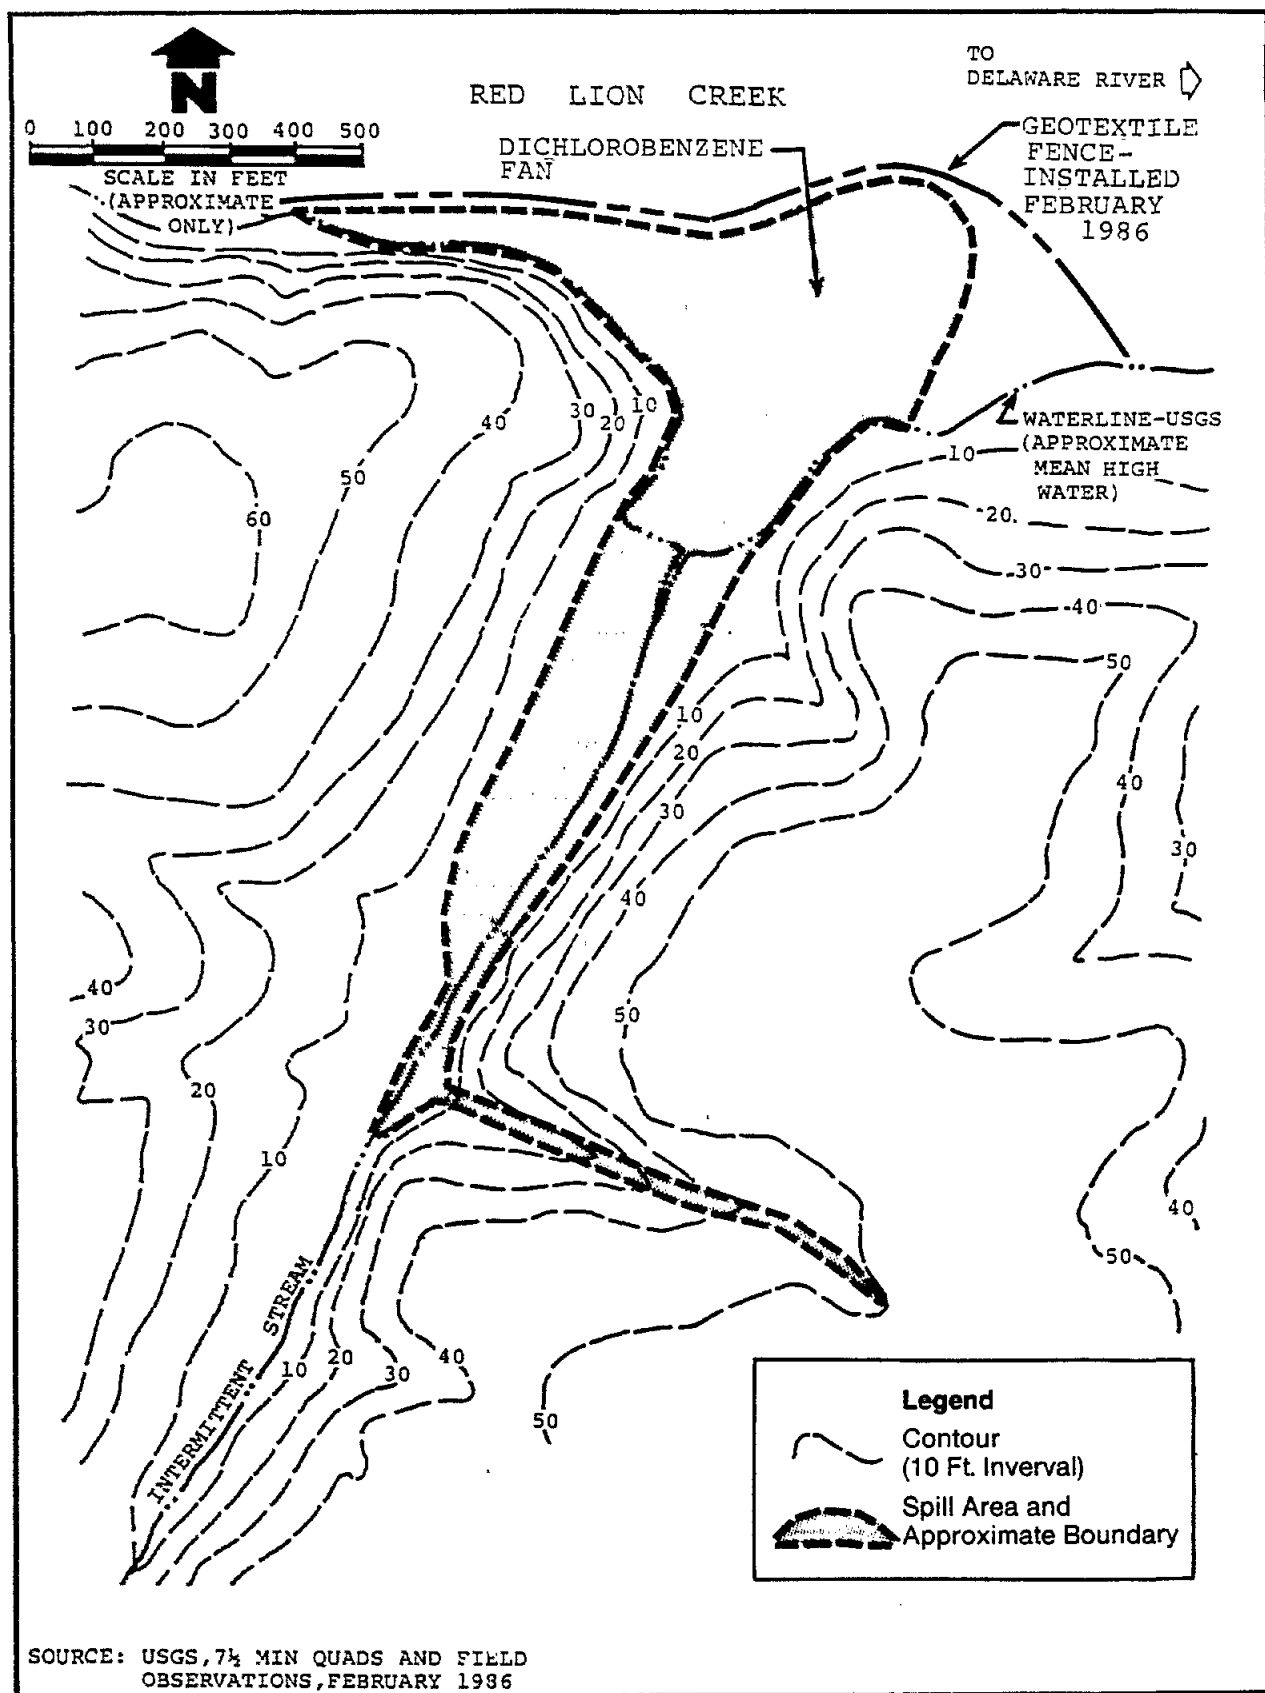 N
TO
DELAWARE RIVER
RED LION CREEK
0 100 200 300 400 500
SCALE IN FEET
(APPROXIMATE
ONLY)
DICHLOROBENZENE
FAN
GEOTEXTILE
FENCE-
INSTALLED
FEBRUARY
1986
WATERLINE-USGS
(APPROXIMATE
MEAN HIGH
WATER)
10
30
20
40
10
50
60
20
30
40
50
10
20
40
30
30
40
40
50
30
20
10
40
50
INTERMITTENT STREAM
10
20
30
40
50
Legend
Contour
(10 Ft. Inverval)
Spill Area and
Approximate Boundary
SOURCE: USGS, 7½ MIN QUADS AND FIELD
OBSERVATIONS, FEBRUARY 1986